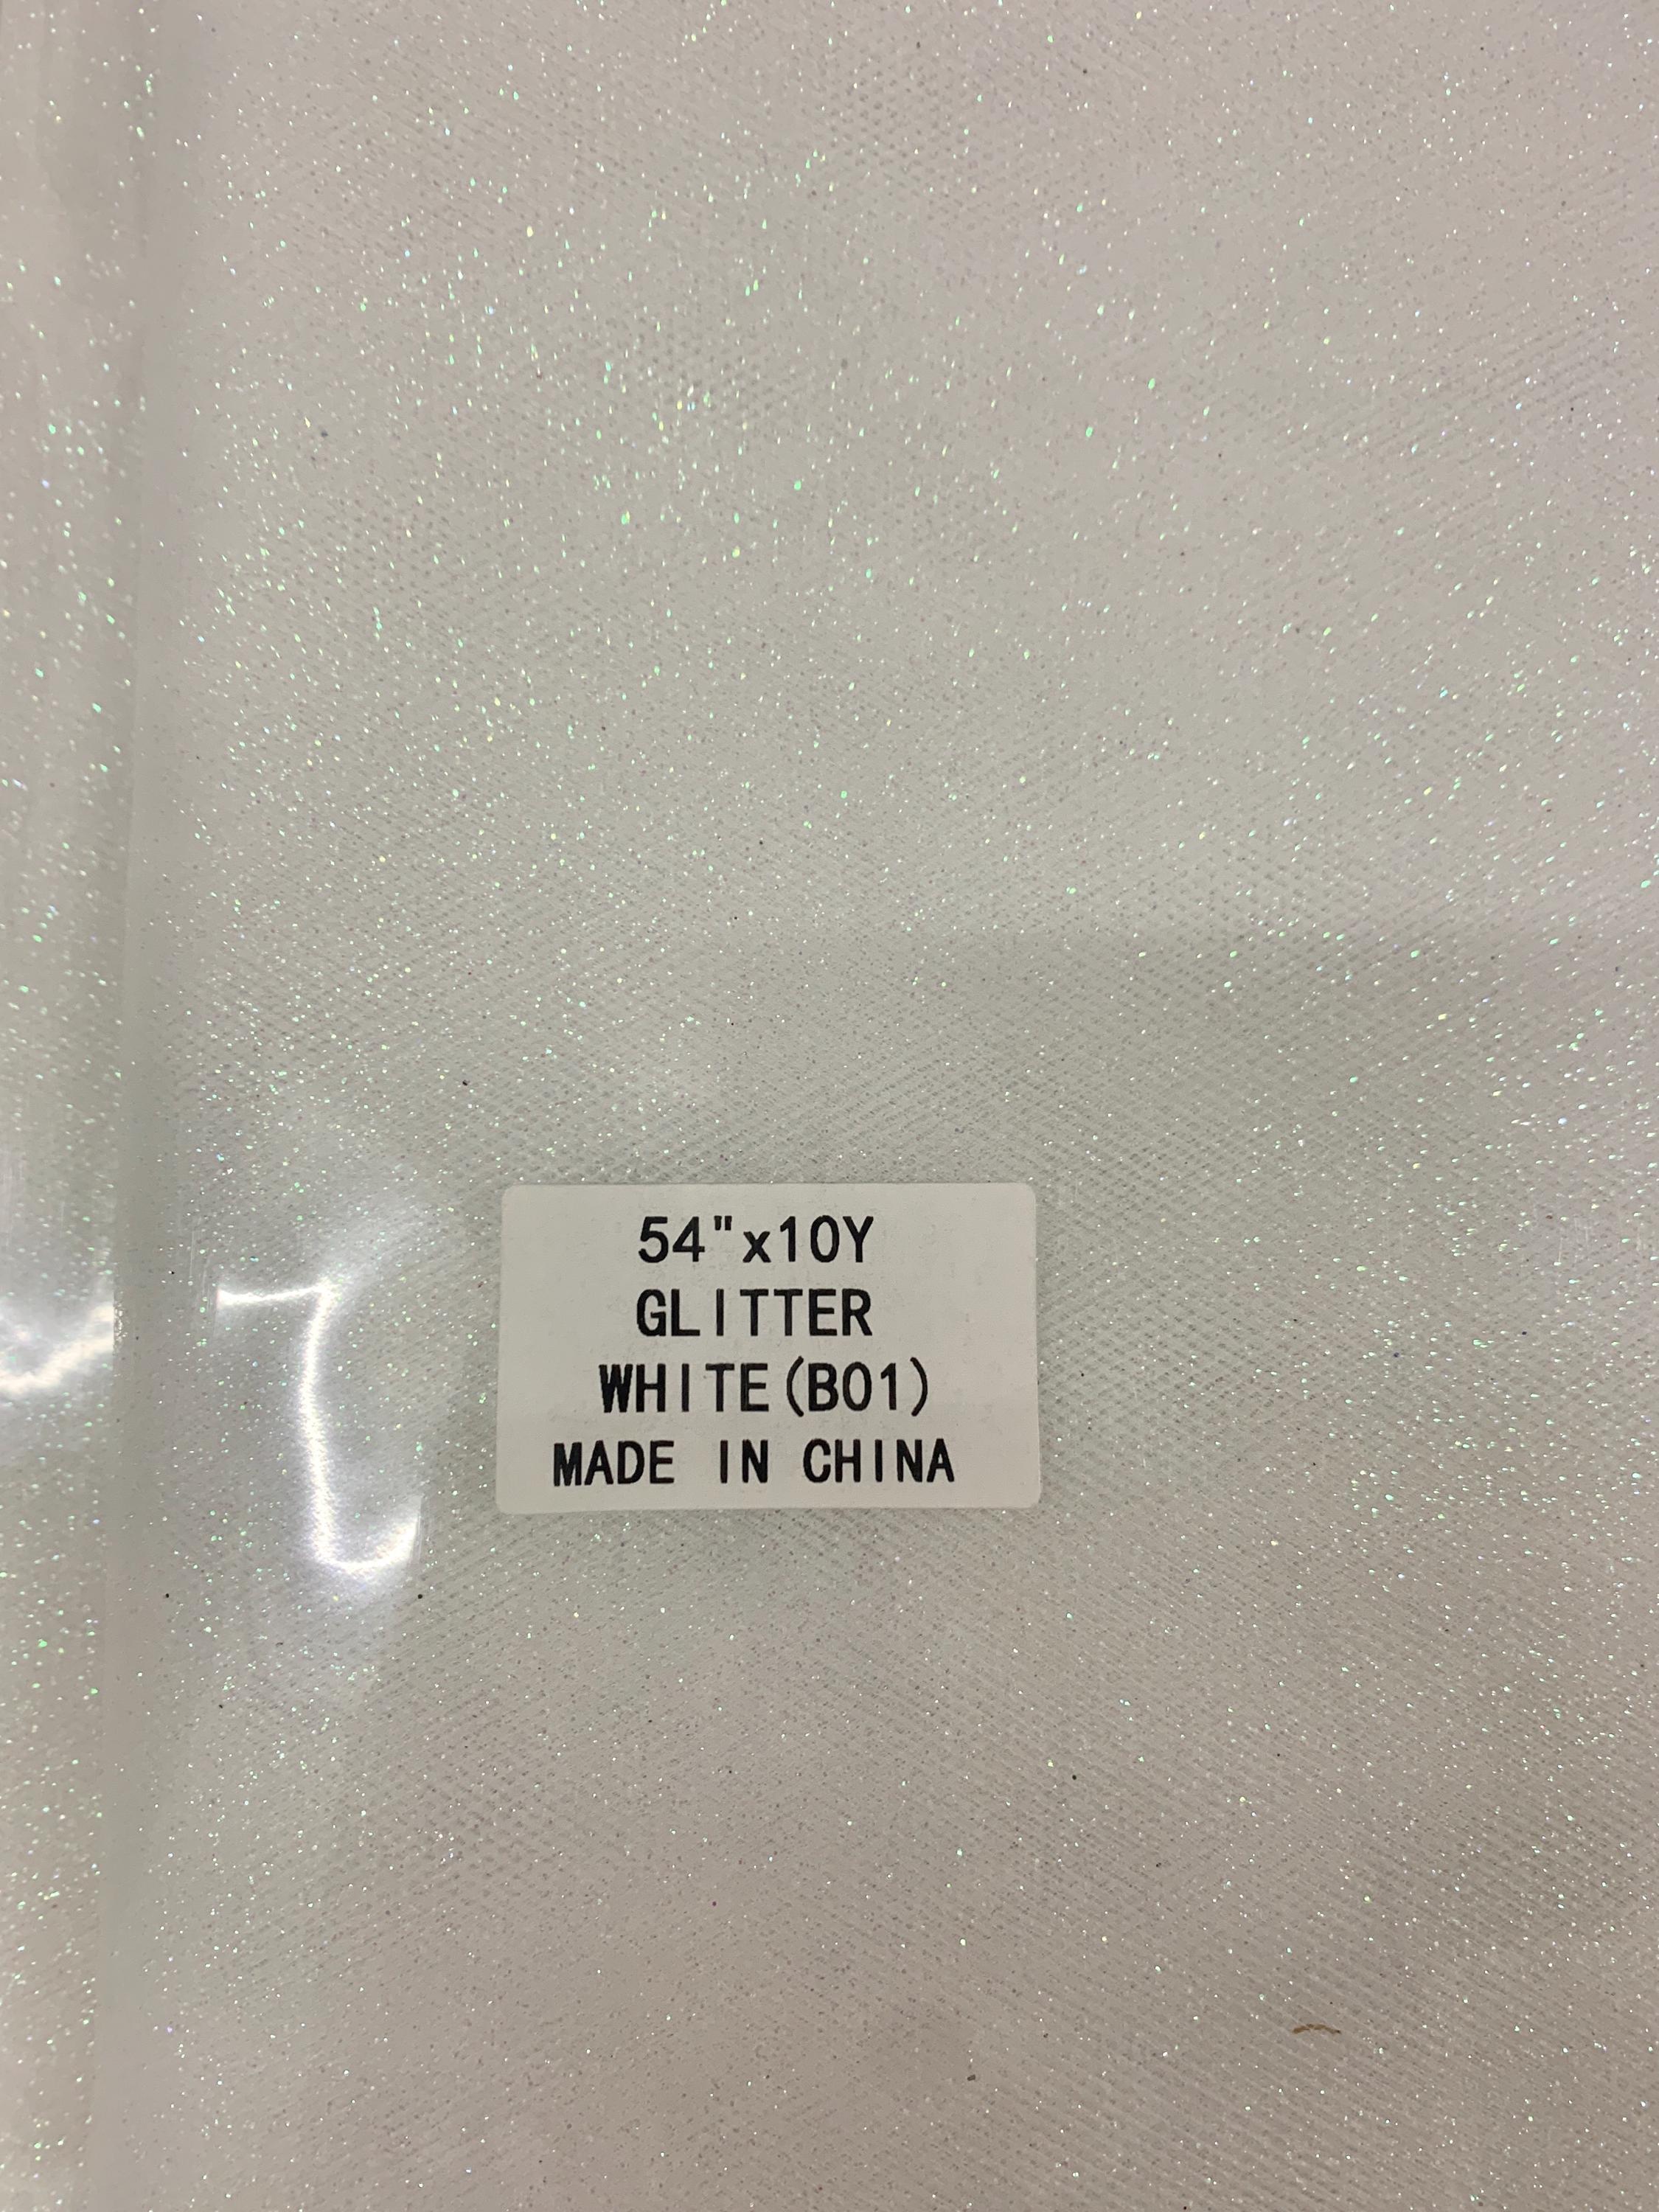 54"x10Y
GLITTER
WHITE(B01)
MADE IN CHINA